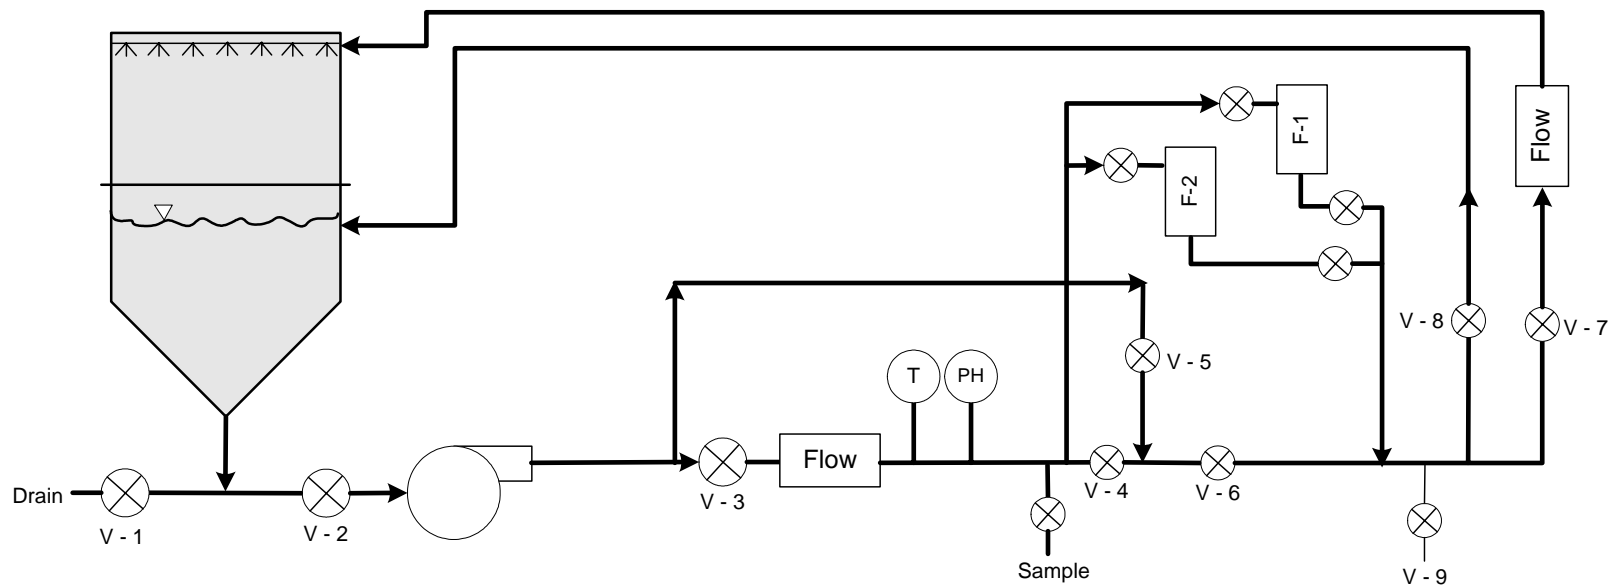 F-1
Flow
F-2
V - 8
V - 7
V - 5
T
PH
Flow
Drain
V - 3
V - 4
V - 6
V - 1
V - 2
Sample
V - 9